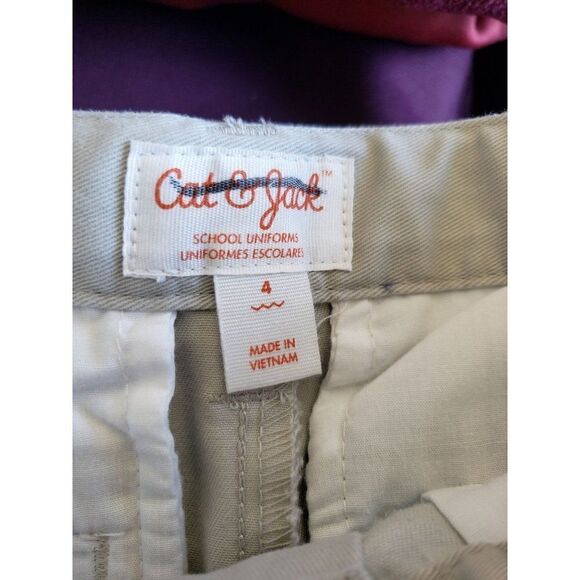 Cat & Jack™
SCHOOL UNIFORMS
UNIFORMES ESCOLARES
4
MADE IN
VIETNAM